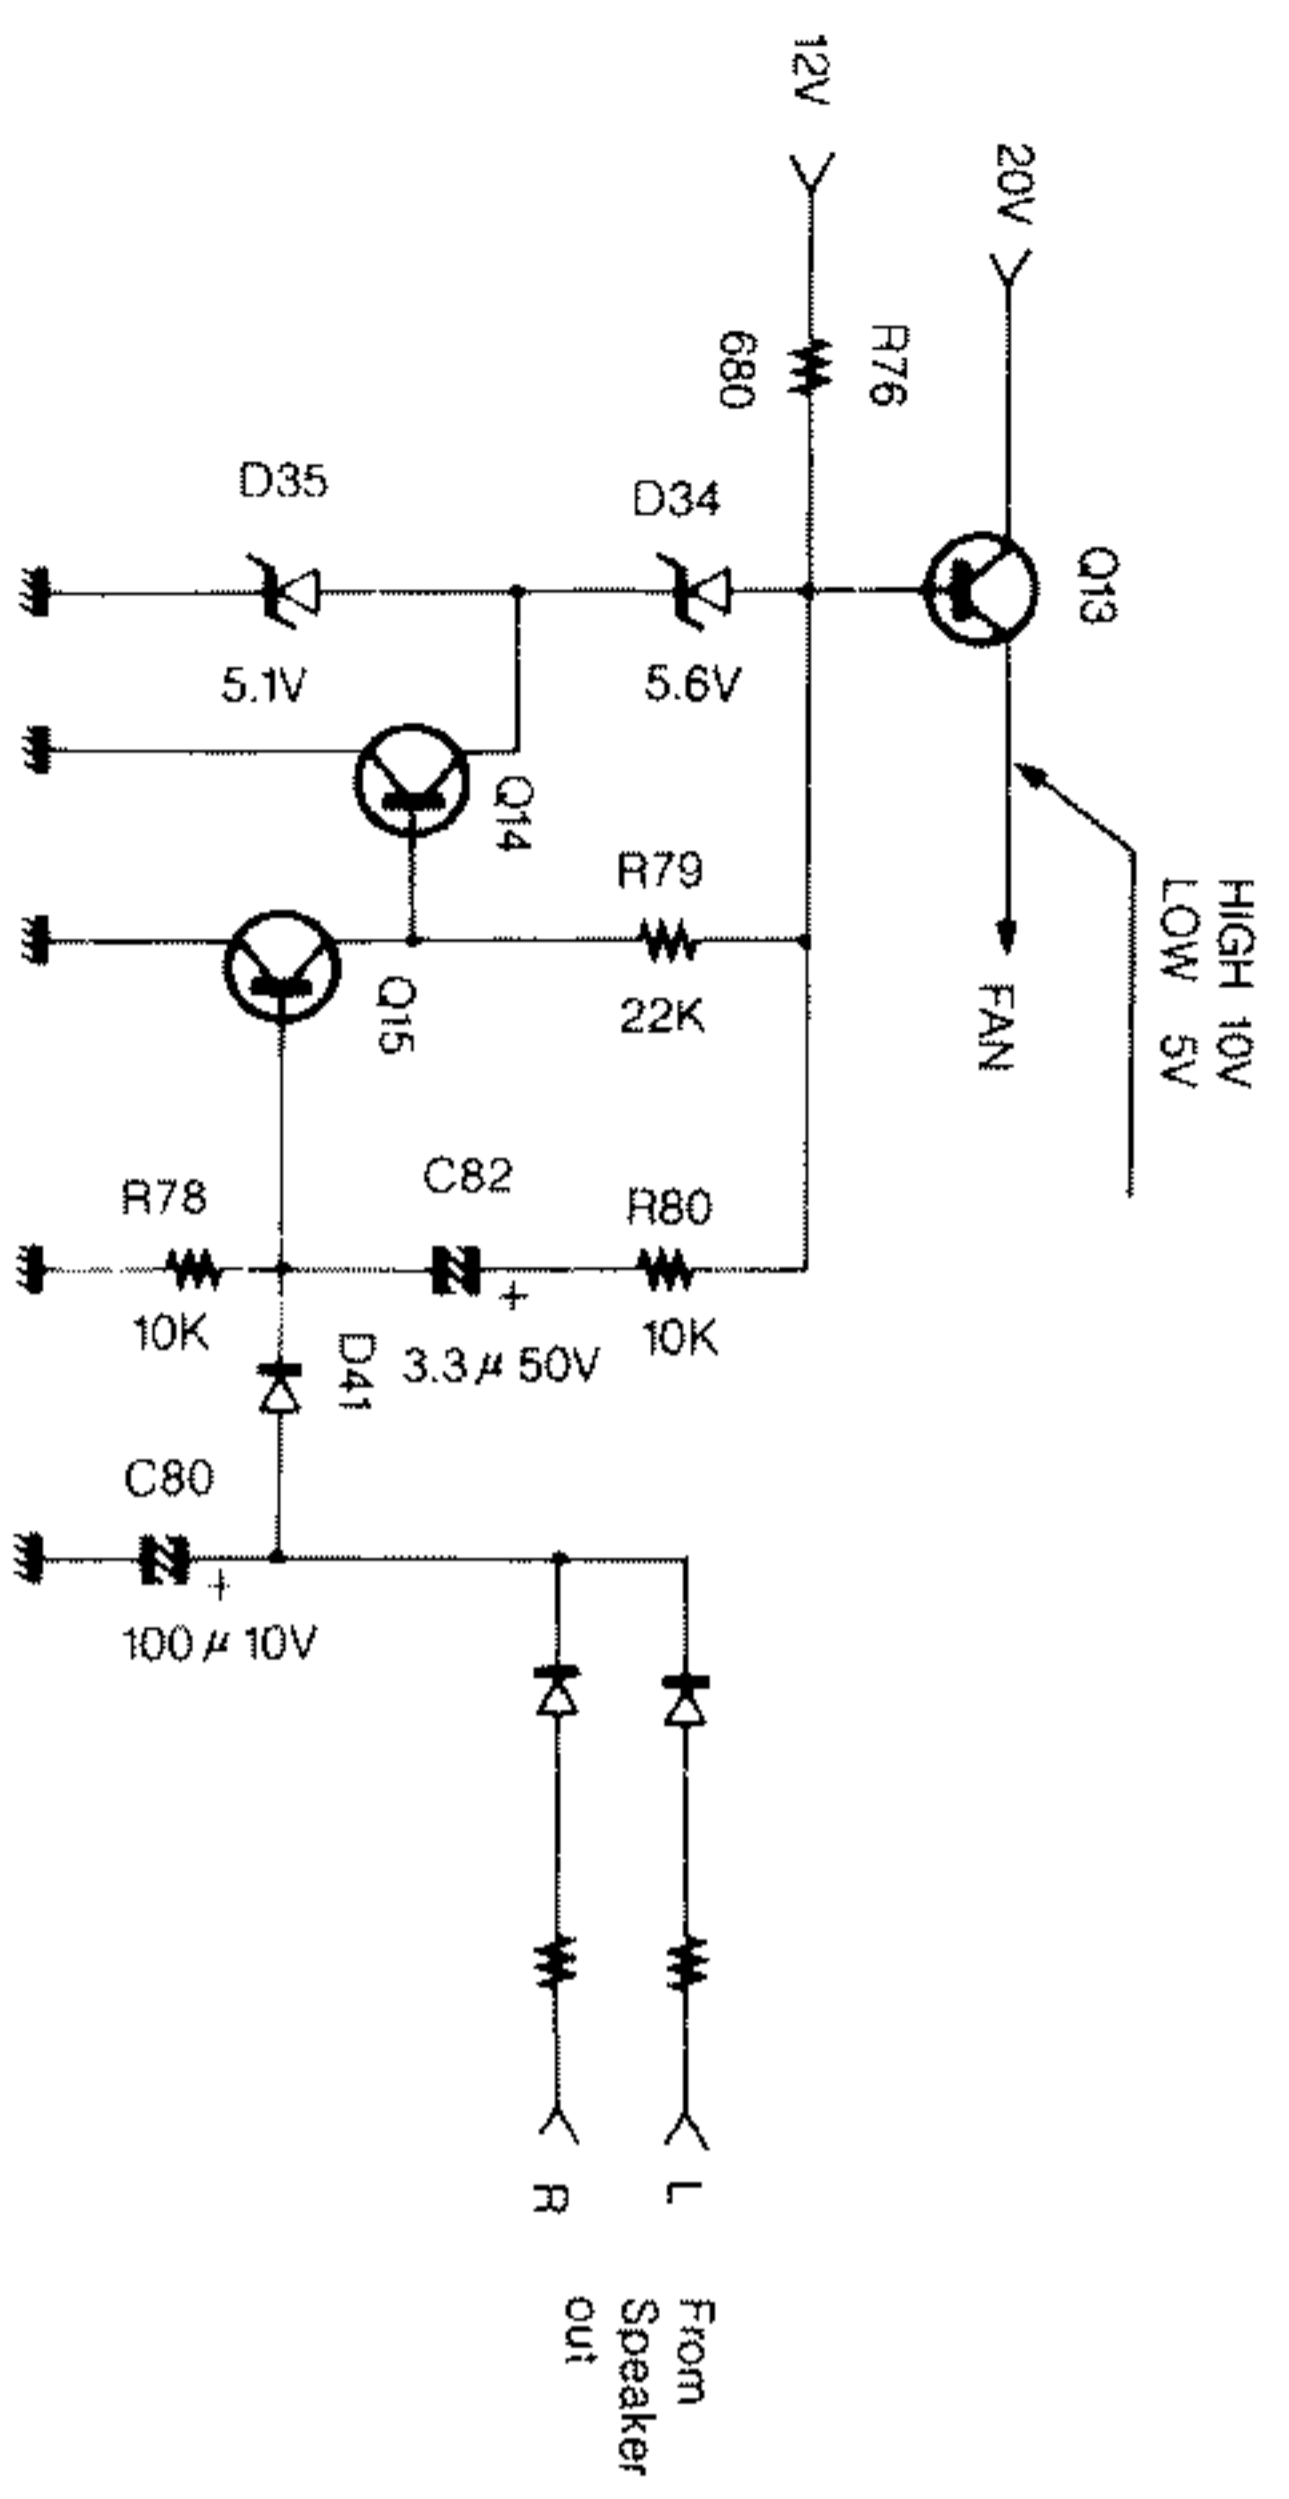 12V
20V
R76
680
D35
D34
Q13
5.1V
5.6V
Q14
R79
HIGH 10V
LOW 5V
Q15
22K
FAN
C82
R78
R80
10K
D41
3.3μ 50V
10K
C80
100μ 10V
R
L
From
Speaker
out